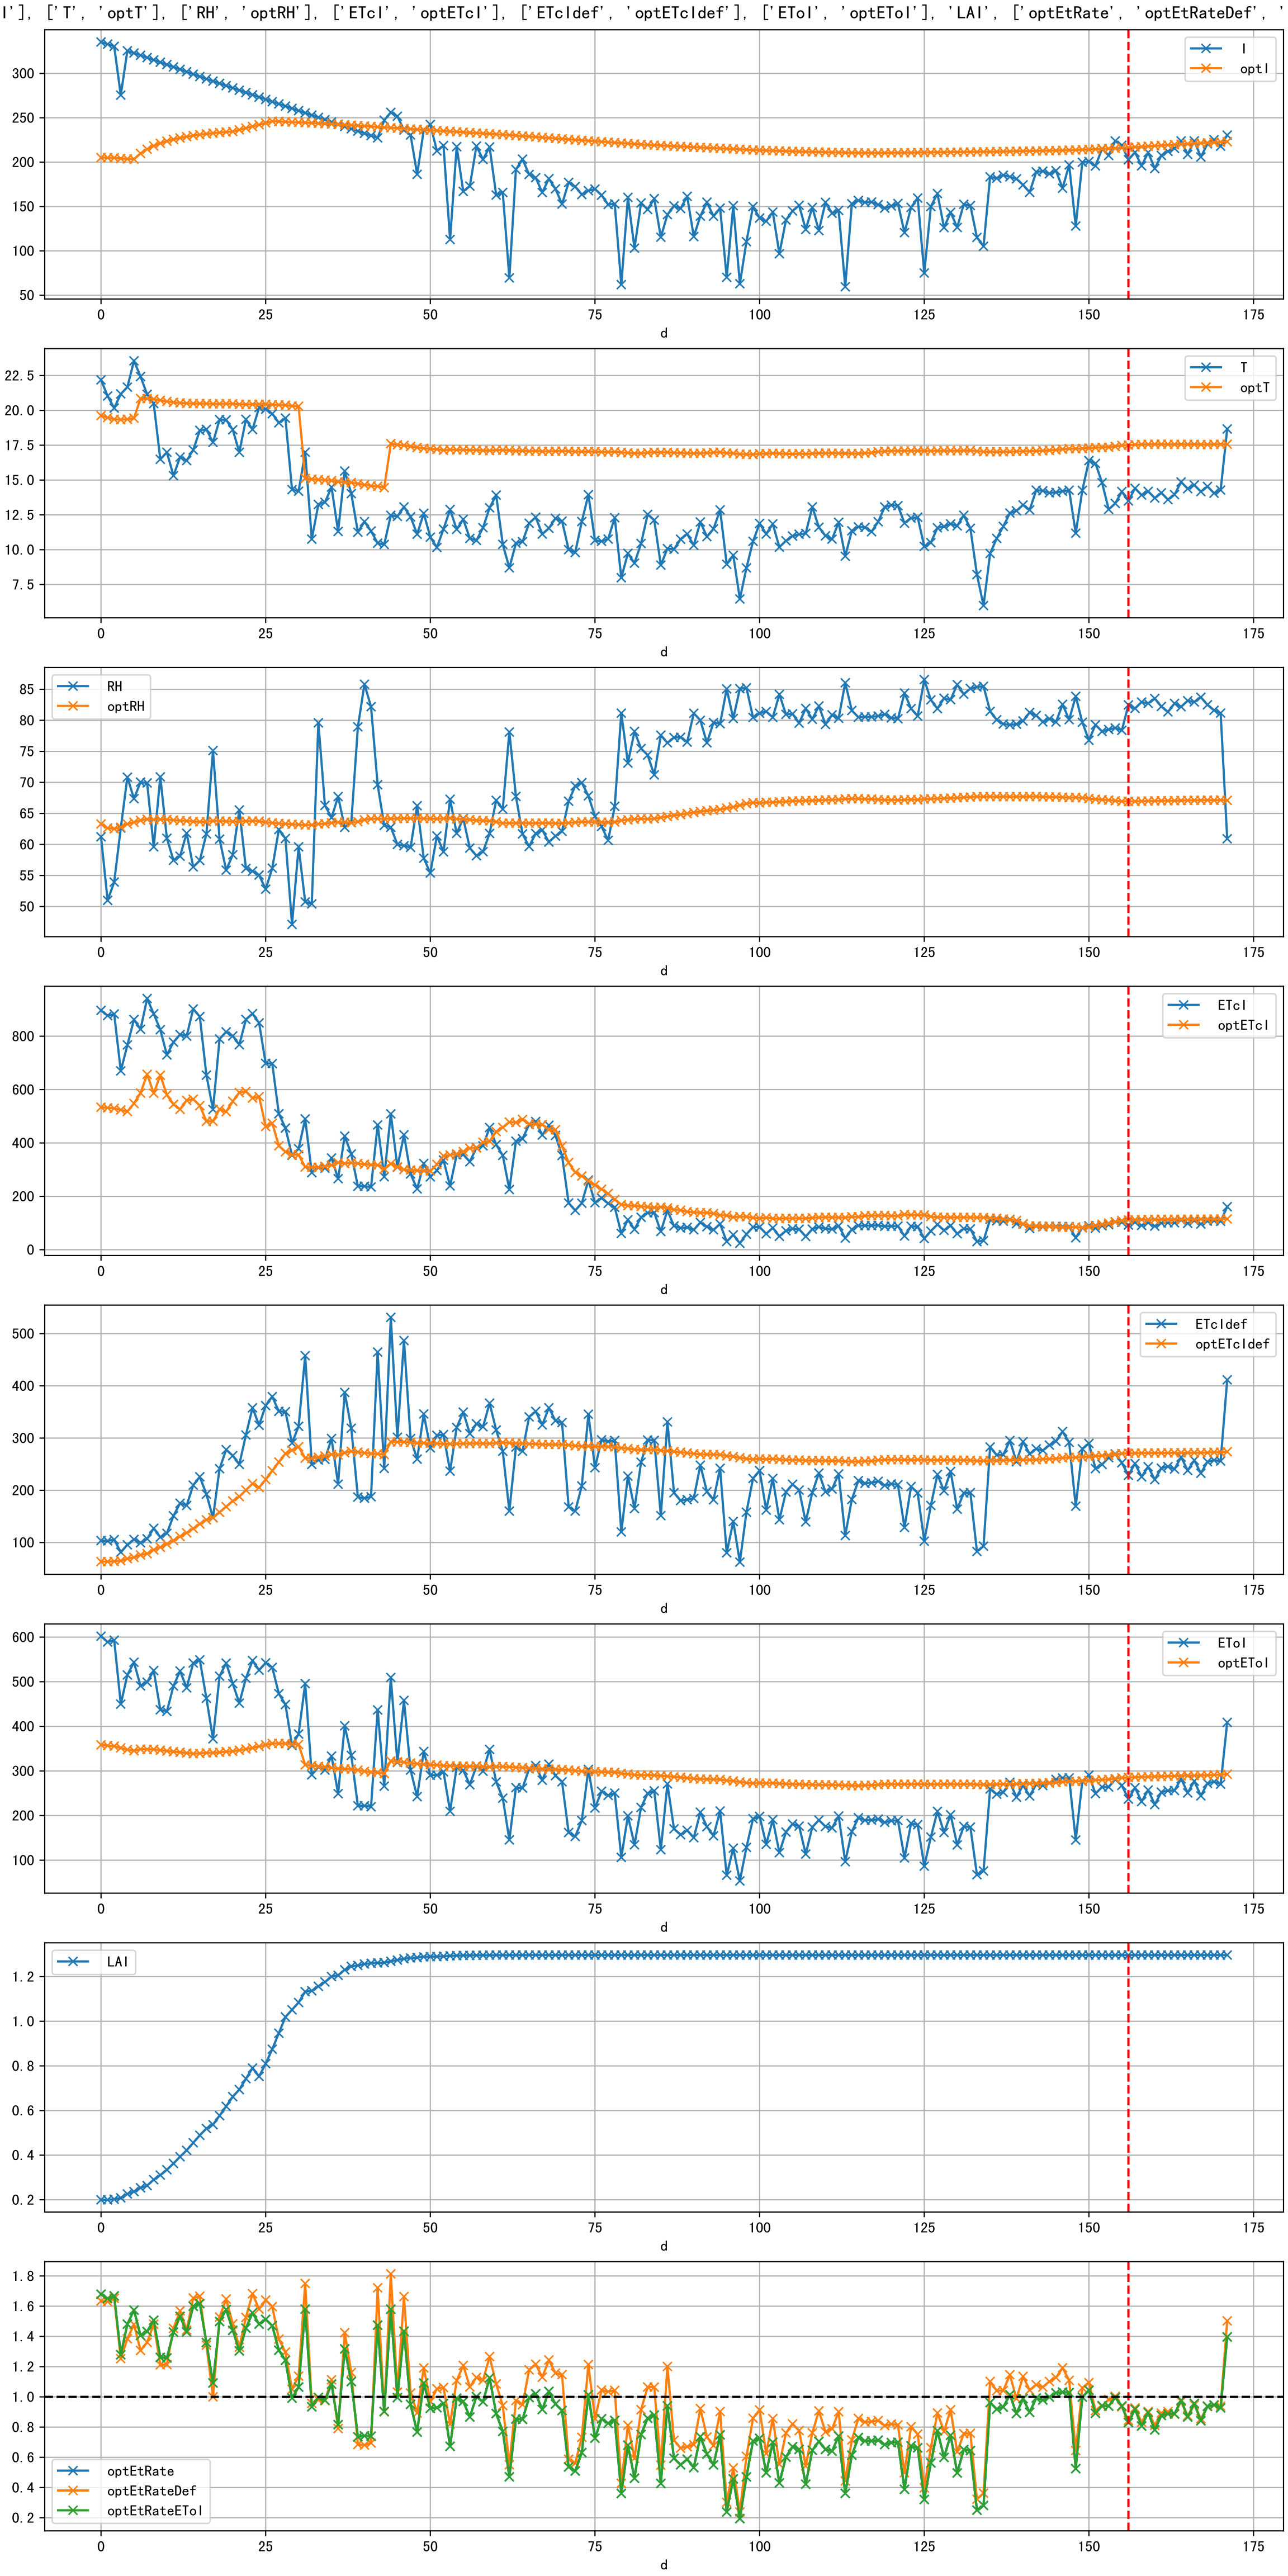 I'], ['T', 'optT'], ['RH', 'optRH'], ['ETcI', 'optETcI'], ['ETcIdef', 'optETcIdef'], ['EToI', 'optEToI'], 'LAI', ['optEtRate', 'optEtRateDef', '
I
optI
300
250
200
150
100
50
0 25 50 75 100 125 150 175
d
T
optT
22.5
20.0
17.5
15.0
12.5
10.0
7.5
0 25 50 75 100 125 150 175
d
RH
optRH
85
80
75
70
65
60
55
50
0 25 50 75 100 125 150 175
d
ETcI
optETcI
800
600
400
200
0
0 25 50 75 100 125 150 175
d
ETcIdef
optETcIdef
500
400
300
200
100
0 25 50 75 100 125 150 175
d
EToI
optEToI
600
500
400
300
200
100
0 25 50 75 100 125 150 175
d
LAI
1.2
1.0
0.8
0.6
0.4
0.2
0 25 50 75 100 125 150 175
d
1.8
1.6
1.4
1.2
1.0
0.8
0.6
0.4
0.2
optEtRate
optEtRateDef
optEtRateEToI
0 25 50 75 100 125 150 175
d